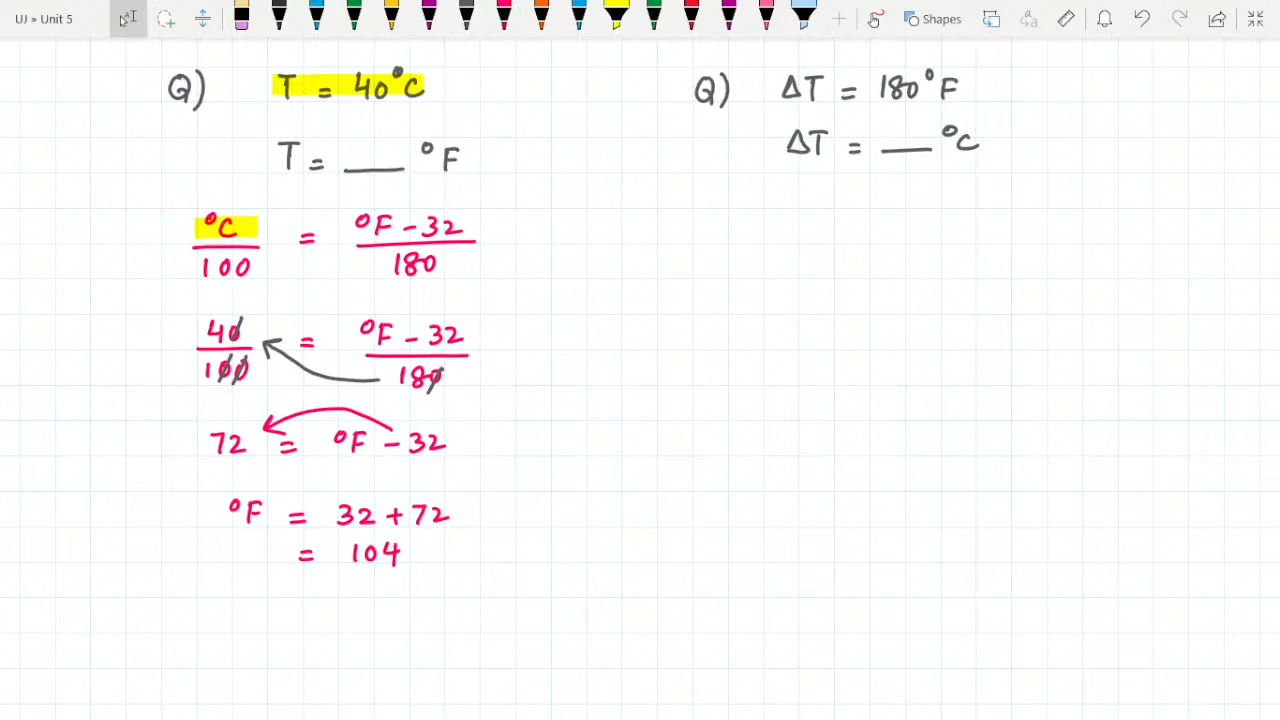 UJ » Unit 5
Shapes
Q) T = 40°C
T = ___ °F
°C/100 = °F - 32/180
40/100 = °F - 32/180
72 = °F - 32
°F = 32 + 72
= 104
Q) ΔT = 180°F
ΔT = ___ °C